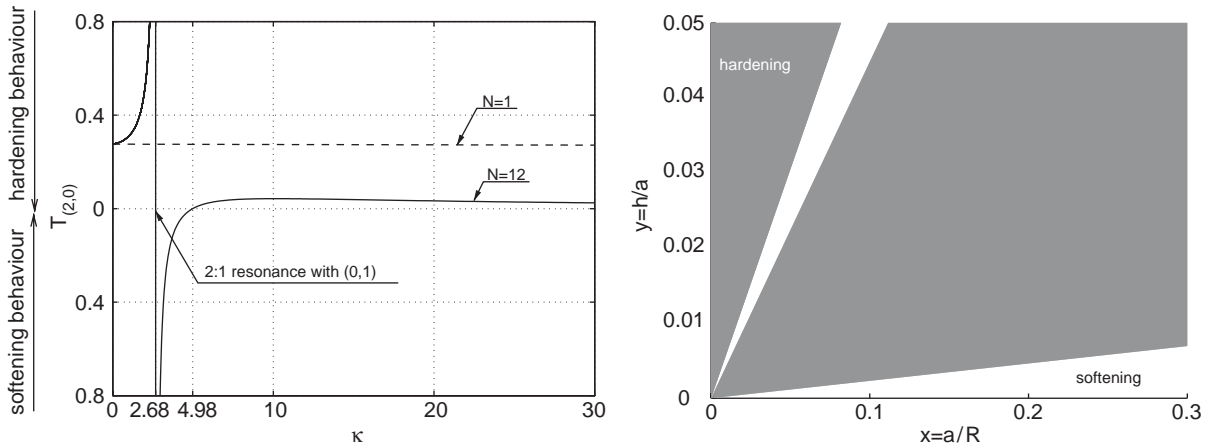 hardening behaviour
softening behaviour
T(2,0)
0.8
0.4
0
0.4
0.8
N=1
N=12
2:1 resonance with (0,1)
0 2.68 4.98 10 20 30
κ
y=h/a
0.05
0.04
0.03
0.02
0.01
0
hardening
softening
0 0.1 0.2 0.3
x=a/R